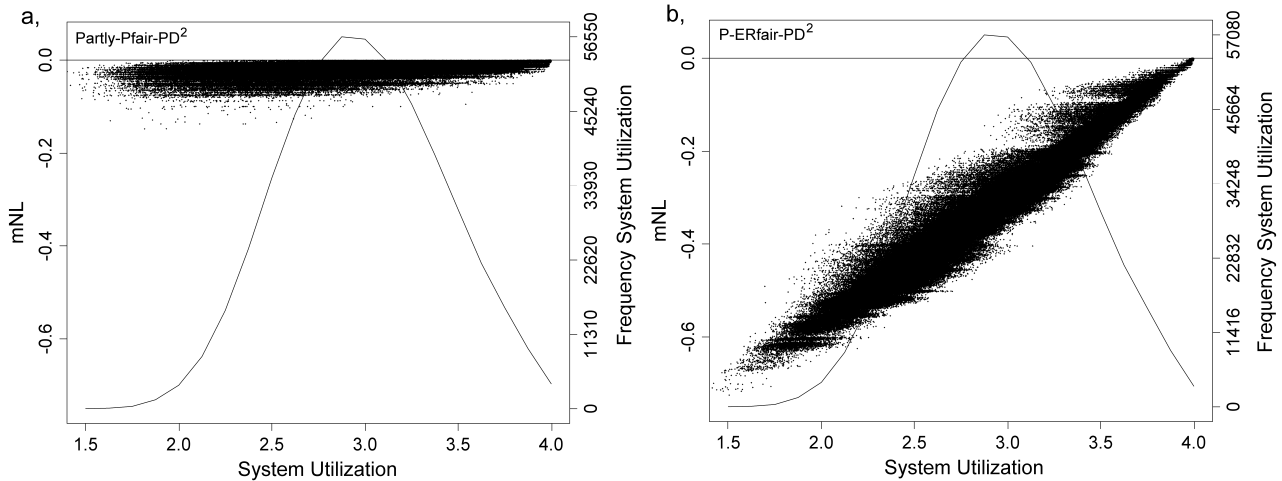 a,
Partly-Pfair-PD2
0.0
-0.2
-0.4
-0.6
mNL
1.5 2.0 2.5 3.0 3.5 4.0
System Utilization
56550
45240
33930
22620
11310
0
Frequency System Utilization
b,
P-ERfair-PD2
0.0
-0.2
-0.4
-0.6
mNL
1.5 2.0 2.5 3.0 3.5 4.0
System Utilization
57080
45664
34248
22832
11416
0
Frequency System Utilization